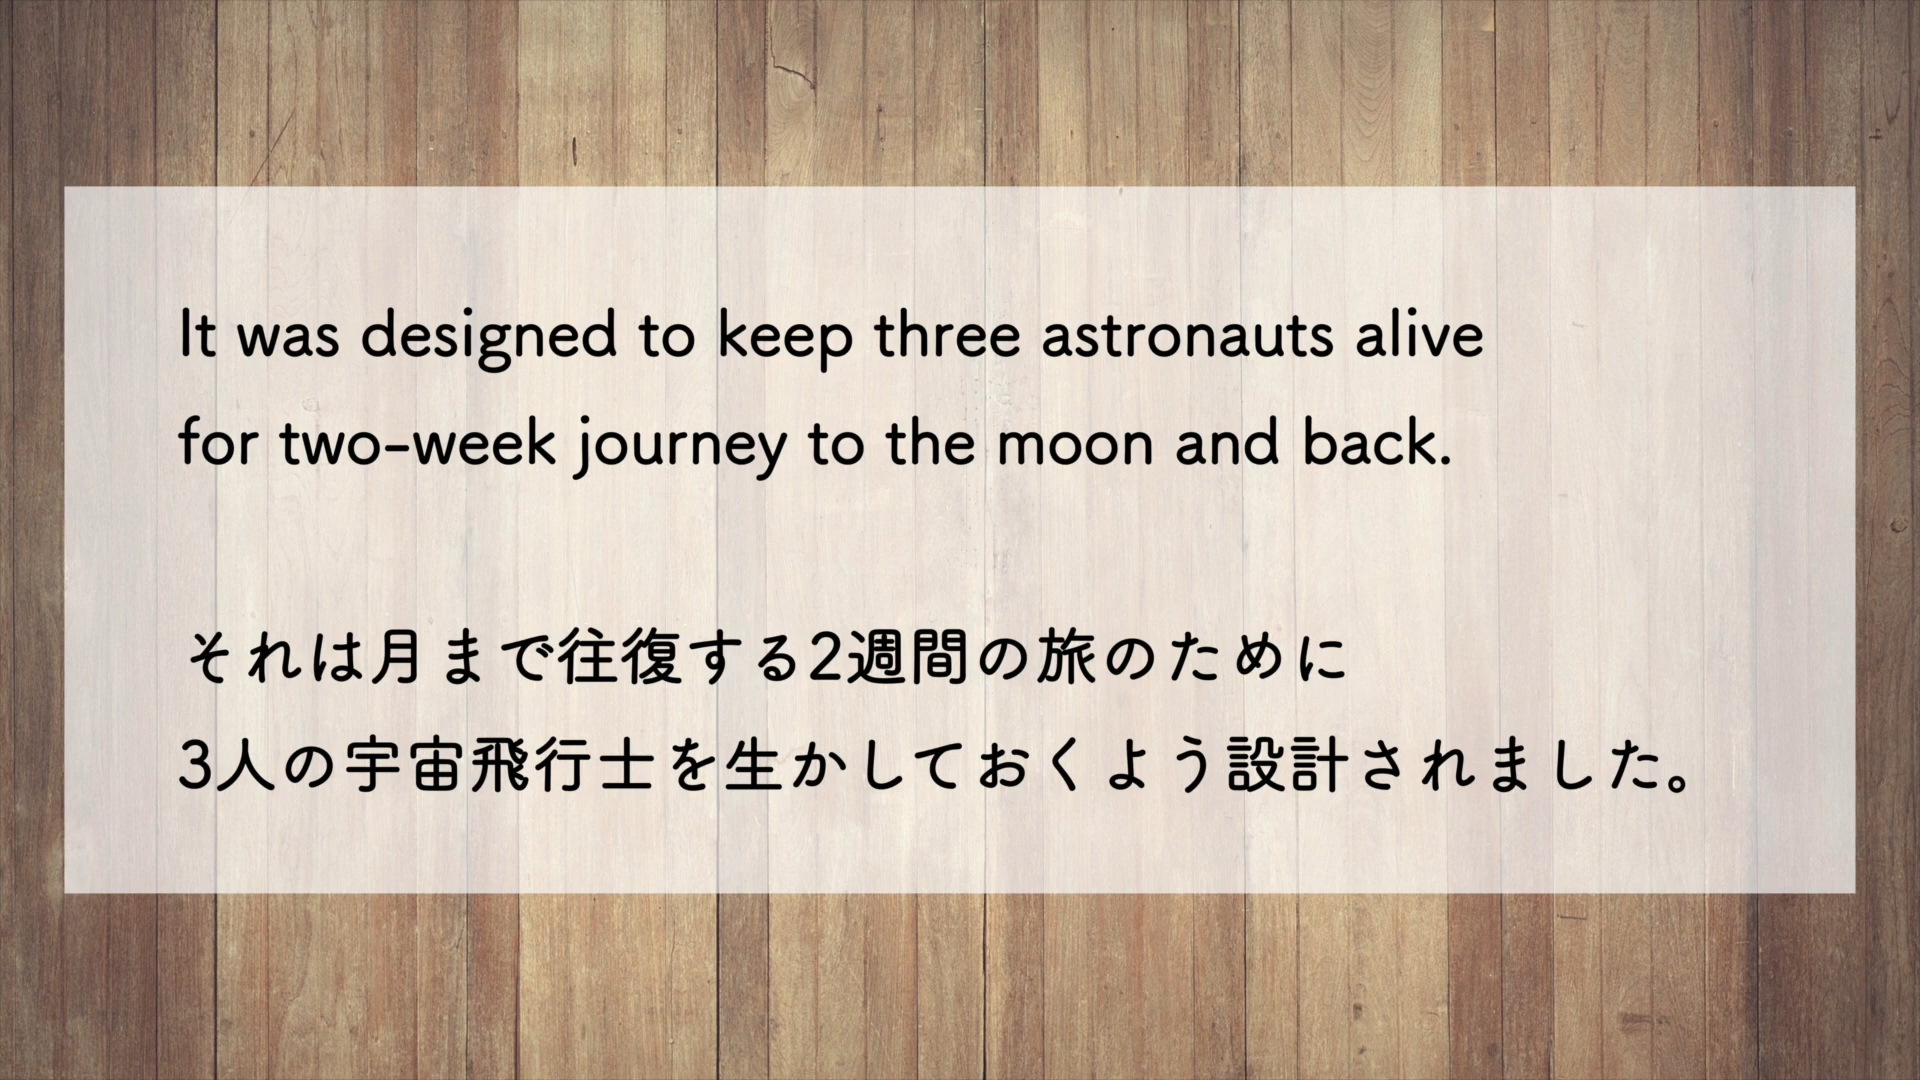 It was designed to keep three astronauts alive
for two-week journey to the moon and back.
それは月まで往復する2週間の旅のために
3人の宇宙飛行士を生かしておくよう設計されました。